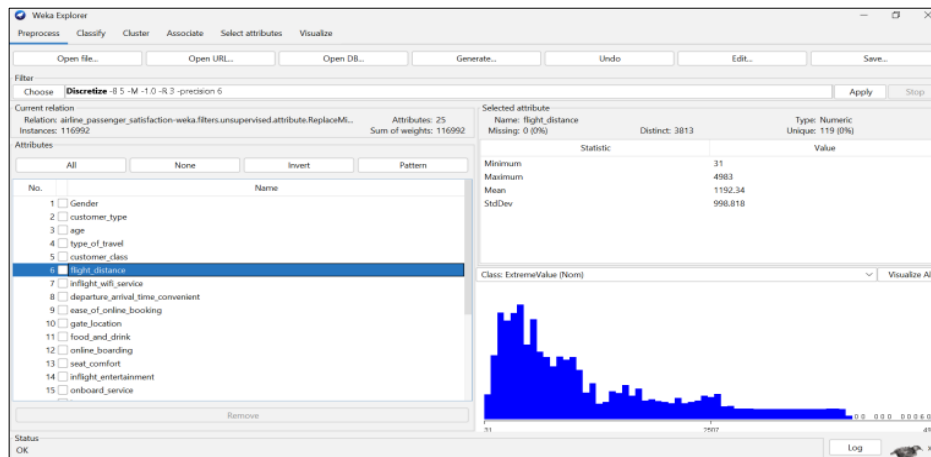 Weka Explorer
Preprocess Classify Cluster Associate Select attributes Visualize
Open file... Open URL... Open DB... Generate... Undo Edit... Save...
Filter
Choose Discretize -B 5 -M -1.0 -R 3 -precision 6 Apply Stop
Current relation
Relation: airline_passenger_satisfaction-weka.filters.unsupervised.attribute.ReplaceMi... Attributes: 25
Instances: 116992 Sum of weights: 116992
Selected attribute
Name: flight_distance Type: Numeric
Missing: 0 (0%) Distinct: 3813 Unique: 119 (0%)
Attributes
All None Invert Pattern
No. Name
1 Gender
2 customer_type
3 age
4 type_of_travel
5 customer_class
6 flight_distance
7 inflight_wifi_service
8 departure_arrival_time_convenient
9 ease_of_online_booking
10 gate_location
11 food_and_drink
12 online_boarding
13 seat_comfort
14 inflight_entertainment
15 onboard_service
Remove
Statistic Value
Minimum 31
Maximum 4983
Mean 1192.34
StdDev 998.818
Class: ExtremeValue (Nom) Visualize Al
31 2507
Status
OK
Log